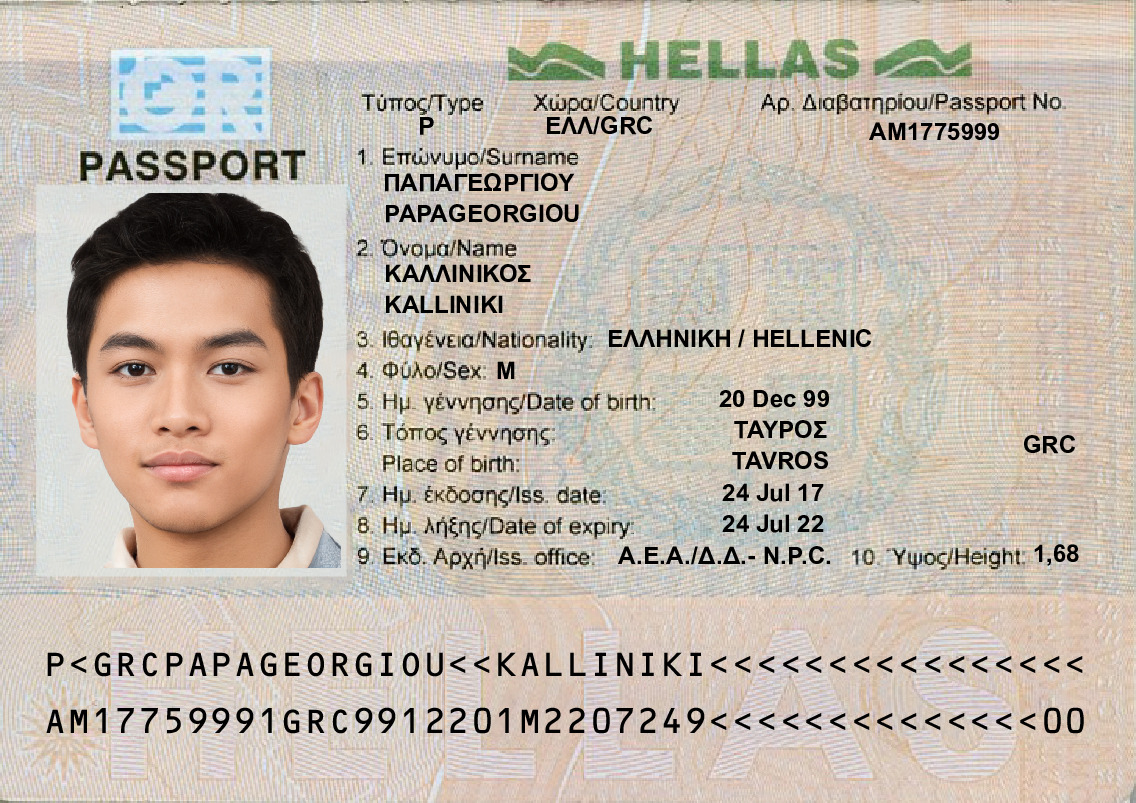 HELLAS
GR
PASSPORT
Τύπος/Type Χώρα/Country Αρ. Διαβατηρίου/Passport No.
P ΕΛΛ/GRC AM1775999
1. Επώνυμο/Surname
ΠΑΠΑΓΕΩΡΓΙΟΥ
PAPAGEORGIOU
2. Όνομα/Name
ΚΑΛΛΙΝΙΚΟΣ
KALLINIKI
3. Ιθαγένεια/Nationality: ΕΛΛΗΝΙΚΗ / HELLENIC
4. Φύλο/Sex: M
5. Ημ. γέννησης/Date of birth: 20 Dec 99
6. Τόπος γέννησης: ΤΑΥΡΟΣ
Place of birth: TAVROS GRC
7. Ημ. έκδοσης/Iss. date: 24 Jul 17
8. Ημ. λήξης/Date of expiry: 24 Jul 22
9 Εκδ. Αρχή/Iss. office: Α.Ε.Α./Δ.Δ.- N.P.C. 10. Ύψος/Height: 1,68
HELLAS
P<GRCPAPAGEORGIOU<<KALLINIKI<<<<<<<<<<<<<<<<
AM17759991GRC9912201M2207249<<<<<<<<<<<<<<00